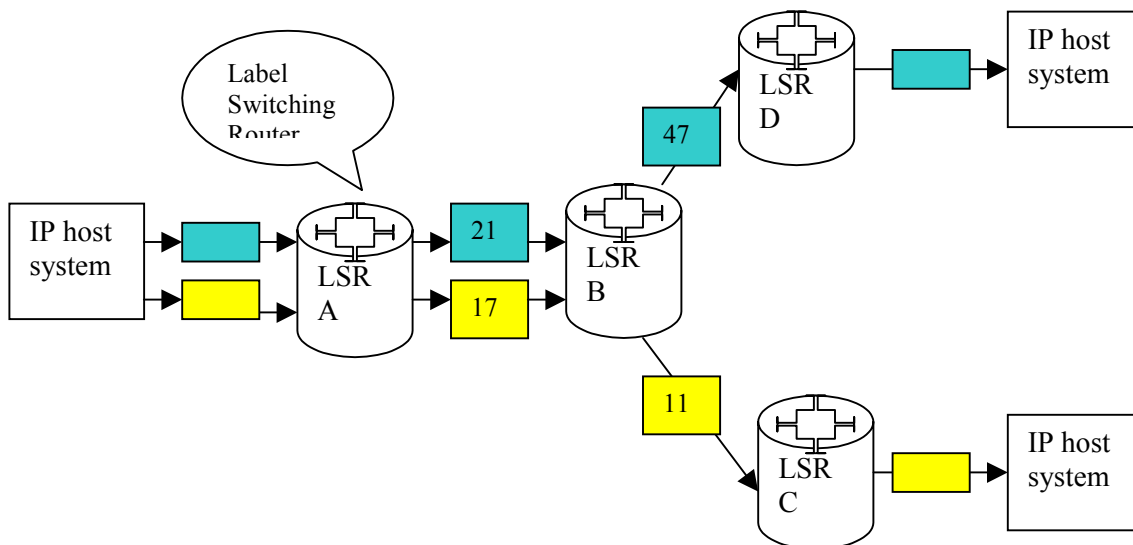 Label
Switching
Router
IP host
system
LSR
A
21
17
LSR
B
47
11
LSR
D
LSR
C
IP host
system
IP host
system